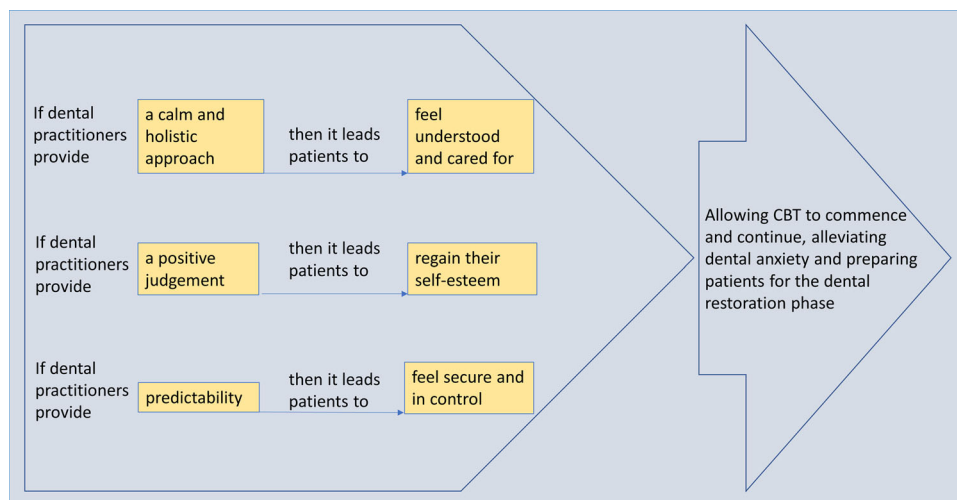 If dental
practitioners
provide
a calm and
holistic
approach
then it leads
patients to
feel
understood
and cared for
If dental
practitioners
provide
a positive
judgement
then it leads
patients to
regain their
self-esteem
If dental
practitioners
provide
predictability
then it leads
patients to
feel secure and
in control
Allowing CBT to commence
and continue, alleviating
dental anxiety and preparing
patients for the dental
restoration phase